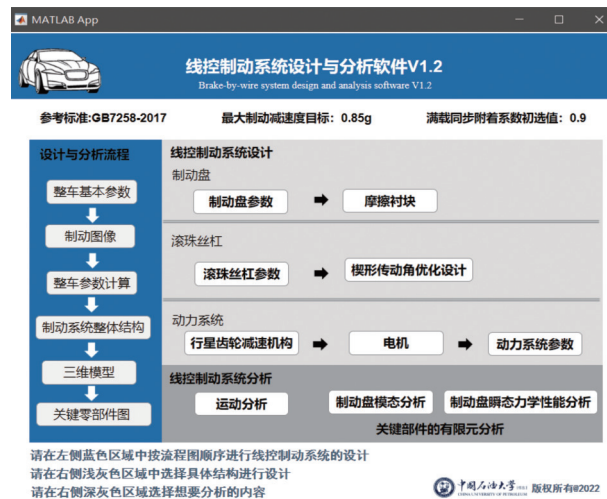 MATLAB App
线控制动系统设计与分析软件V1.2
Brake-by-wire system design and analysis software V1.2
参考标准:GB7258-2017 最大制动减速度目标：0.85g 满载同步附着系数初选值：0.9
设计与分析流程
整车基本参数
制动图像
整车参数计算
制动系统整体结构
三维模型
关键零部件图
线控制动系统设计
制动盘
制动盘参数 摩擦衬块
滚珠丝杠
滚珠丝杠参数 楔形传动角优化设计
动力系统
行星齿轮减速机构 电机 动力系统参数
线控制动系统分析
运动分析 制动盘模态分析 制动盘瞬态力学性能分析
关键部件的有限元分析
请在左侧蓝色区域中按流程图顺序进行线控制动系统的设计
请在右侧浅灰色区域中选择具体结构进行设计
请在右侧深灰色区域选择想要分析的内容
中国石油大学 版权所有@2022